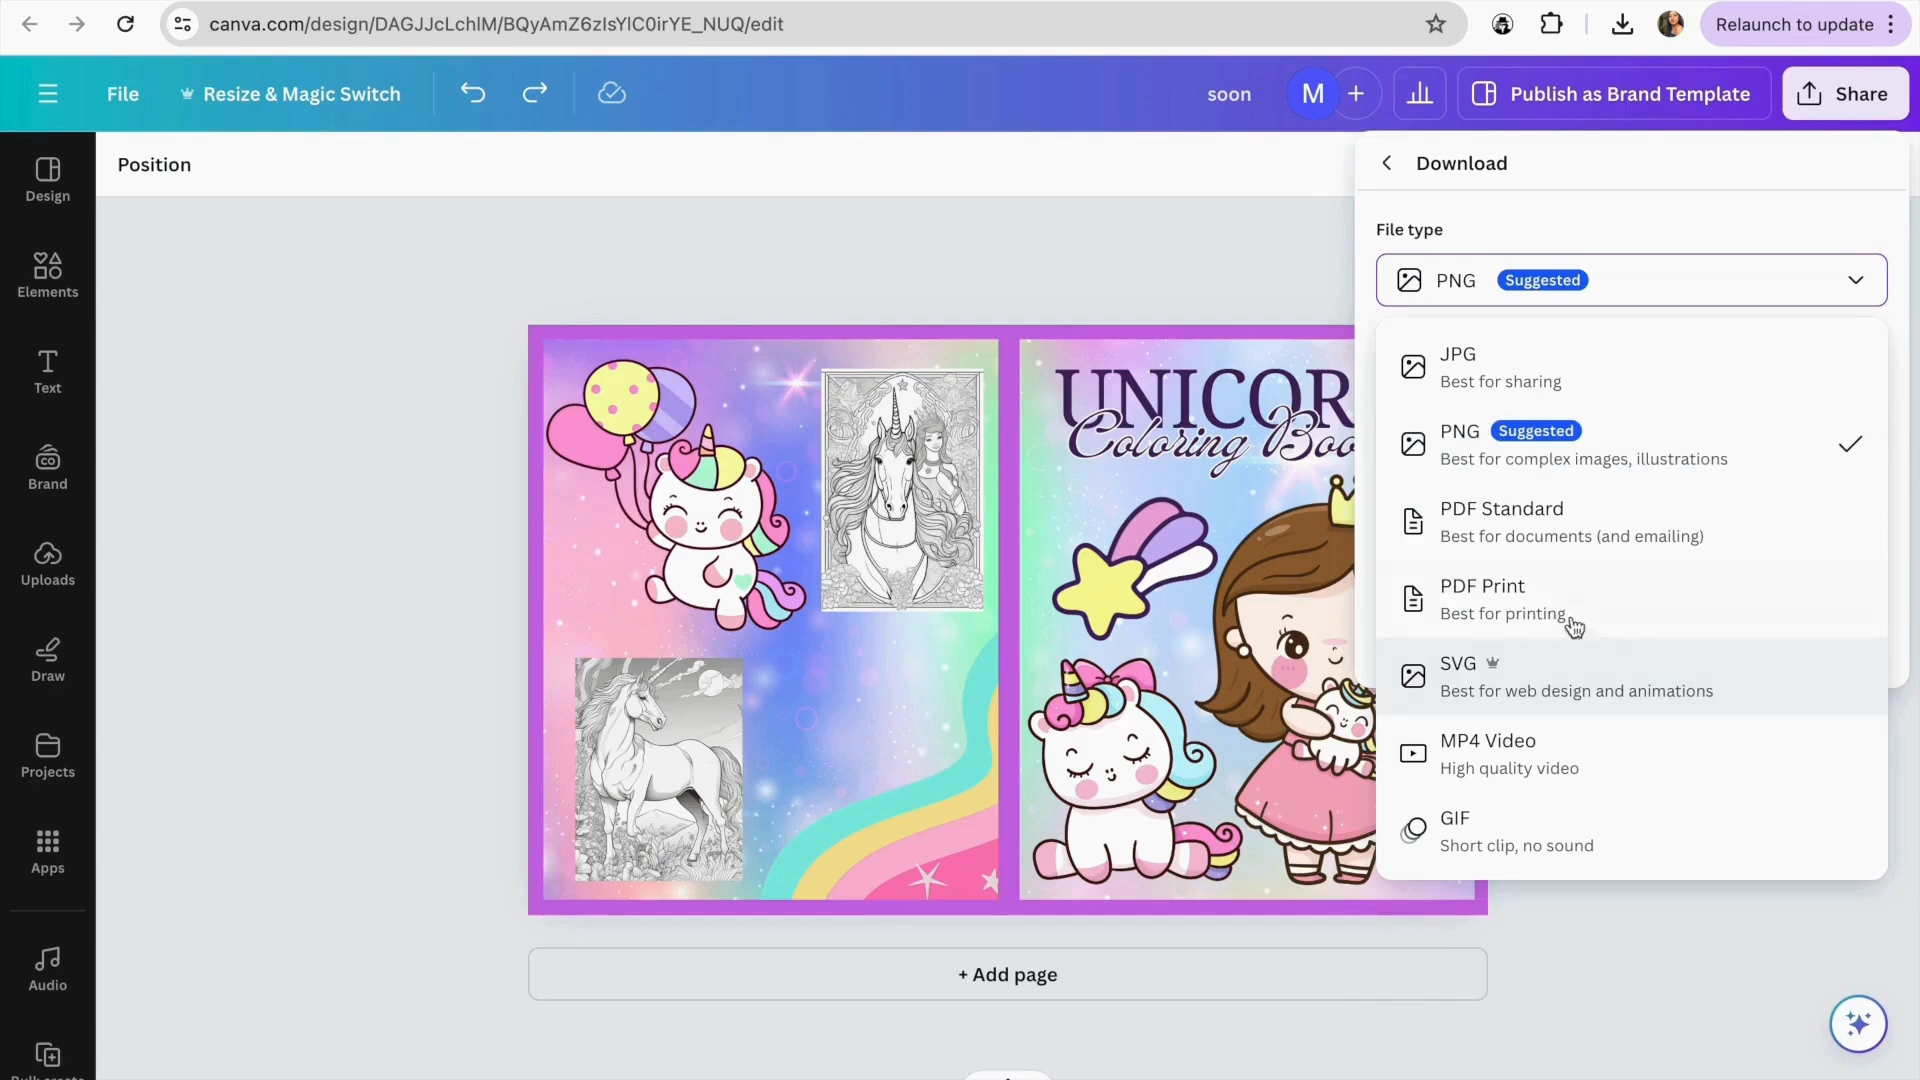 canva.com/design/DAGJJcLchlM/BQyAmZ6zIsYlC0irYE_NUQ/edit
Relaunch to update
File
Resize & Magic Switch
soon
M
Publish as Brand Template
Share
Design
Elements
Text
Brand
Uploads
Draw
Projects
Apps
Audio
Position
Download
File type
PNG Suggested
JPG
Best for sharing
PNG Suggested
Best for complex images, illustrations
PDF Standard
Best for documents (and emailing)
PDF Print
Best for printing
SVG
Best for web design and animations
MP4 Video
High quality video
GIF
Short clip, no sound
UNICOR
Coloring Boo
+ Add page